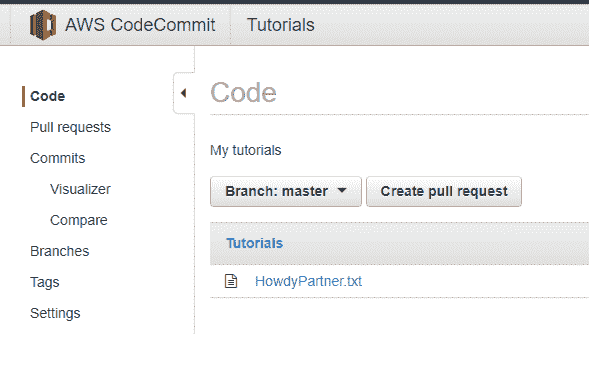 AWS CodeCommit Tutorials
Code
Pull requests
Commits
Visualizer
Compare
Branches
Tags
Settings
Code
My tutorials
Branch: master Create pull request
Tutorials
HowdyPartner.txt